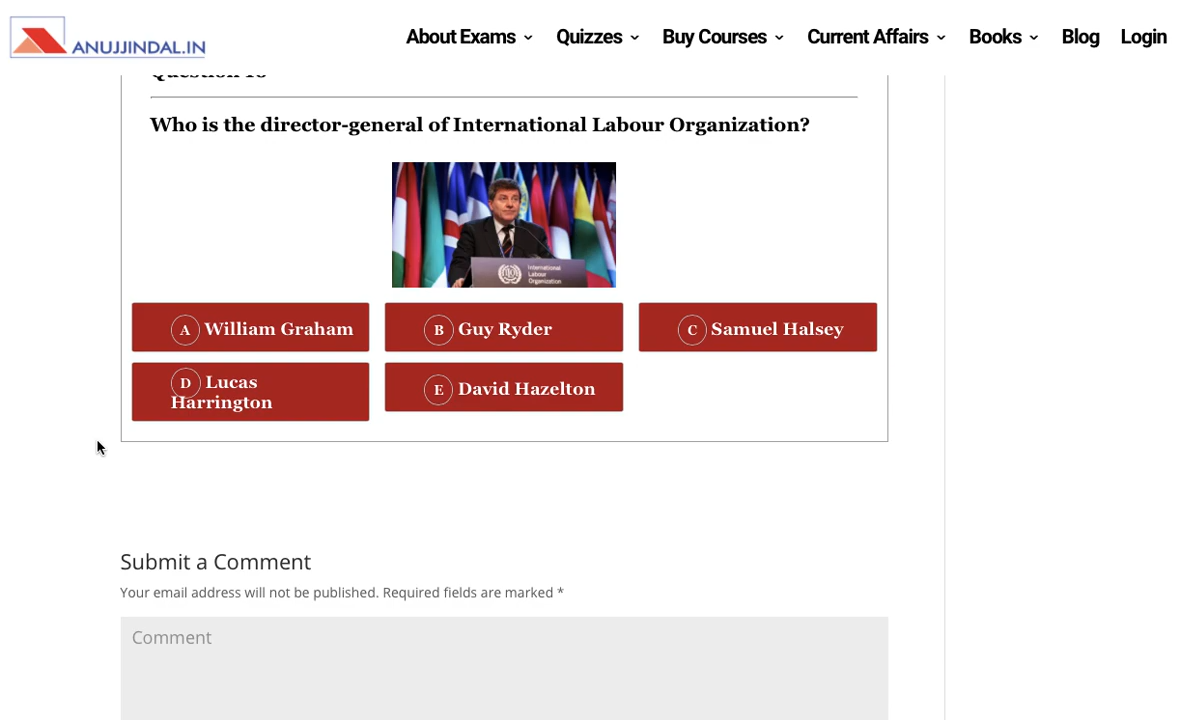 ANUJJINDAL.IN
About Exams Quizzes Buy Courses Current Affairs Books Blog Login
Who is the director-general of International Labour Organization?
International
Labour
Organization
A William Graham
B Guy Ryder
C Samuel Halsey
D Lucas
Harrington
E David Hazelton
Submit a Comment
Your email address will not be published. Required fields are marked *
Comment